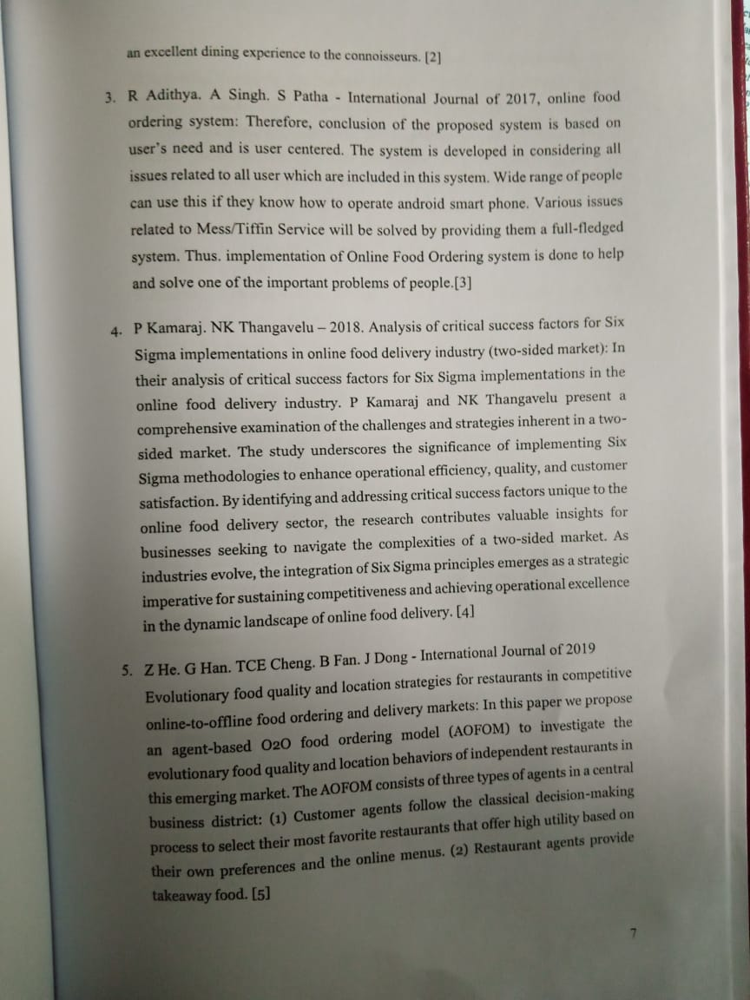 an excellent dining experience to the connoisseurs. [2]
3. R Adithya. A Singh. S Patha - International Journal of 2017, online food
ordering system: Therefore, conclusion of the proposed system is based on
user's need and is user centered. The system is developed in considering all
issues related to all user which are included in this system. Wide range of people
can use this if they know how to operate android smart phone. Various issues
related to Mess/Tiffin Service will be solved by providing them a full-fledged
system. Thus. implementation of Online Food Ordering system is done to help
and solve one of the important problems of people.[3]
4. P Kamaraj. NK Thangavelu – 2018. Analysis of critical success factors for Six
Sigma implementations in online food delivery industry (two-sided market): In
their analysis of critical success factors for Six Sigma implementations in the
online food delivery industry. P Kamaraj and NK Thangavelu present a
comprehensive examination of the challenges and strategies inherent in a two-
sided market. The study underscores the significance of implementing Six
Sigma methodologies to enhance operational efficiency, quality, and customer
satisfaction. By identifying and addressing critical success factors unique to the
online food delivery sector, the research contributes valuable insights for
businesses seeking to navigate the complexities of a two-sided market. As
industries evolve, the integration of Six Sigma principles emerges as a strategic
imperative for sustaining competitiveness and achieving operational excellence
in the dynamic landscape of online food delivery. [4]
5. Z He. G Han. TCE Cheng. B Fan. J Dong - International Journal of 2019
Evolutionary food quality and location strategies for restaurants in competitive
online-to-offline food ordering and delivery markets: In this paper we propose
an agent-based O2O food ordering model (AOFOM) to investigate the
evolutionary food quality and location behaviors of independent restaurants in
this emerging market. The AOFOM consists of three types of agents in a central
business district: (1) Customer agents follow the classical decision-making
process to select their most favorite restaurants that offer high utility based on
their own preferences and the online menus. (2) Restaurant agents provide
takeaway food. [5]
7